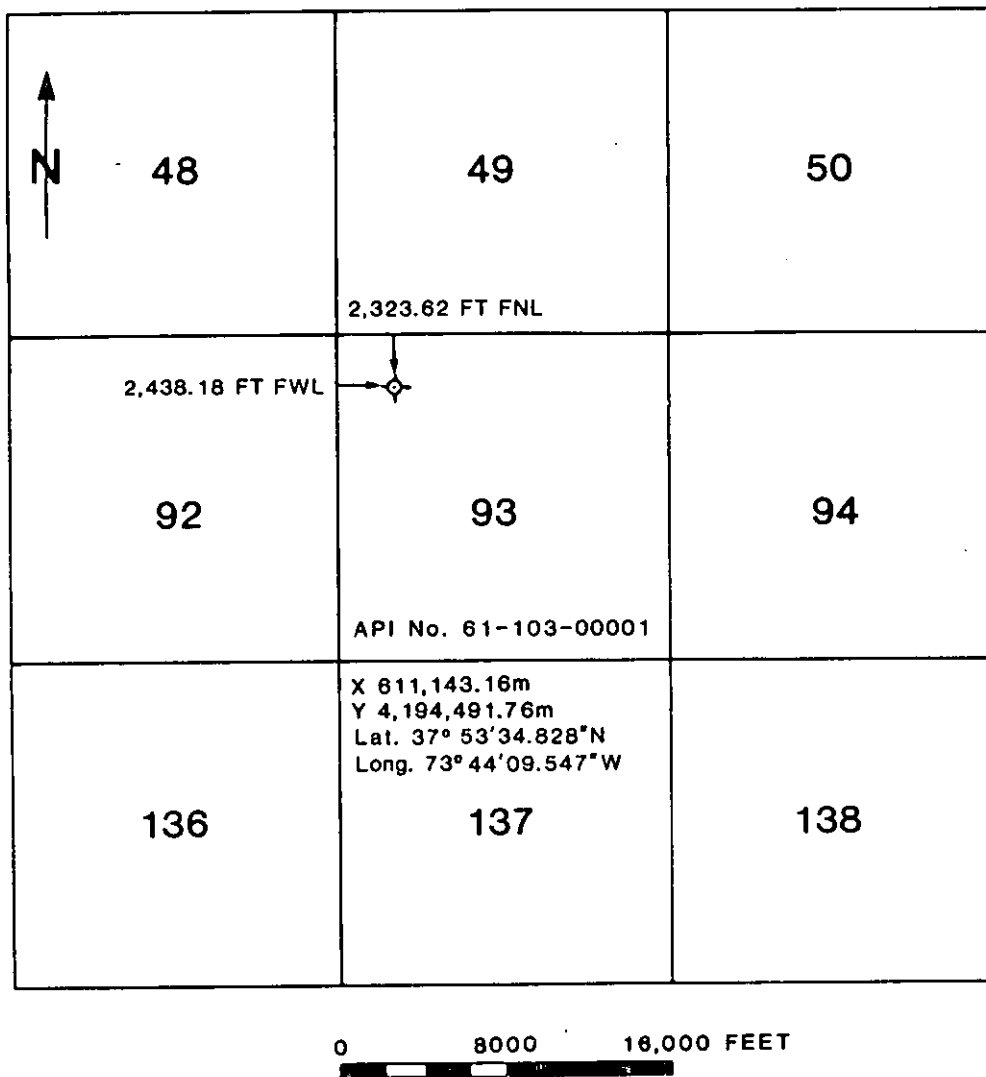 N
48
49
50
2,323.62 FT FNL
2,438.18 FT FWL
92
93
94
API No. 61-103-00001
X 611,143.16m
Y 4,194,491.76m
Lat. 37° 53'34.828"N
Long. 73° 44'09.547"W
136
137
138
0 8000 16,000 FEET